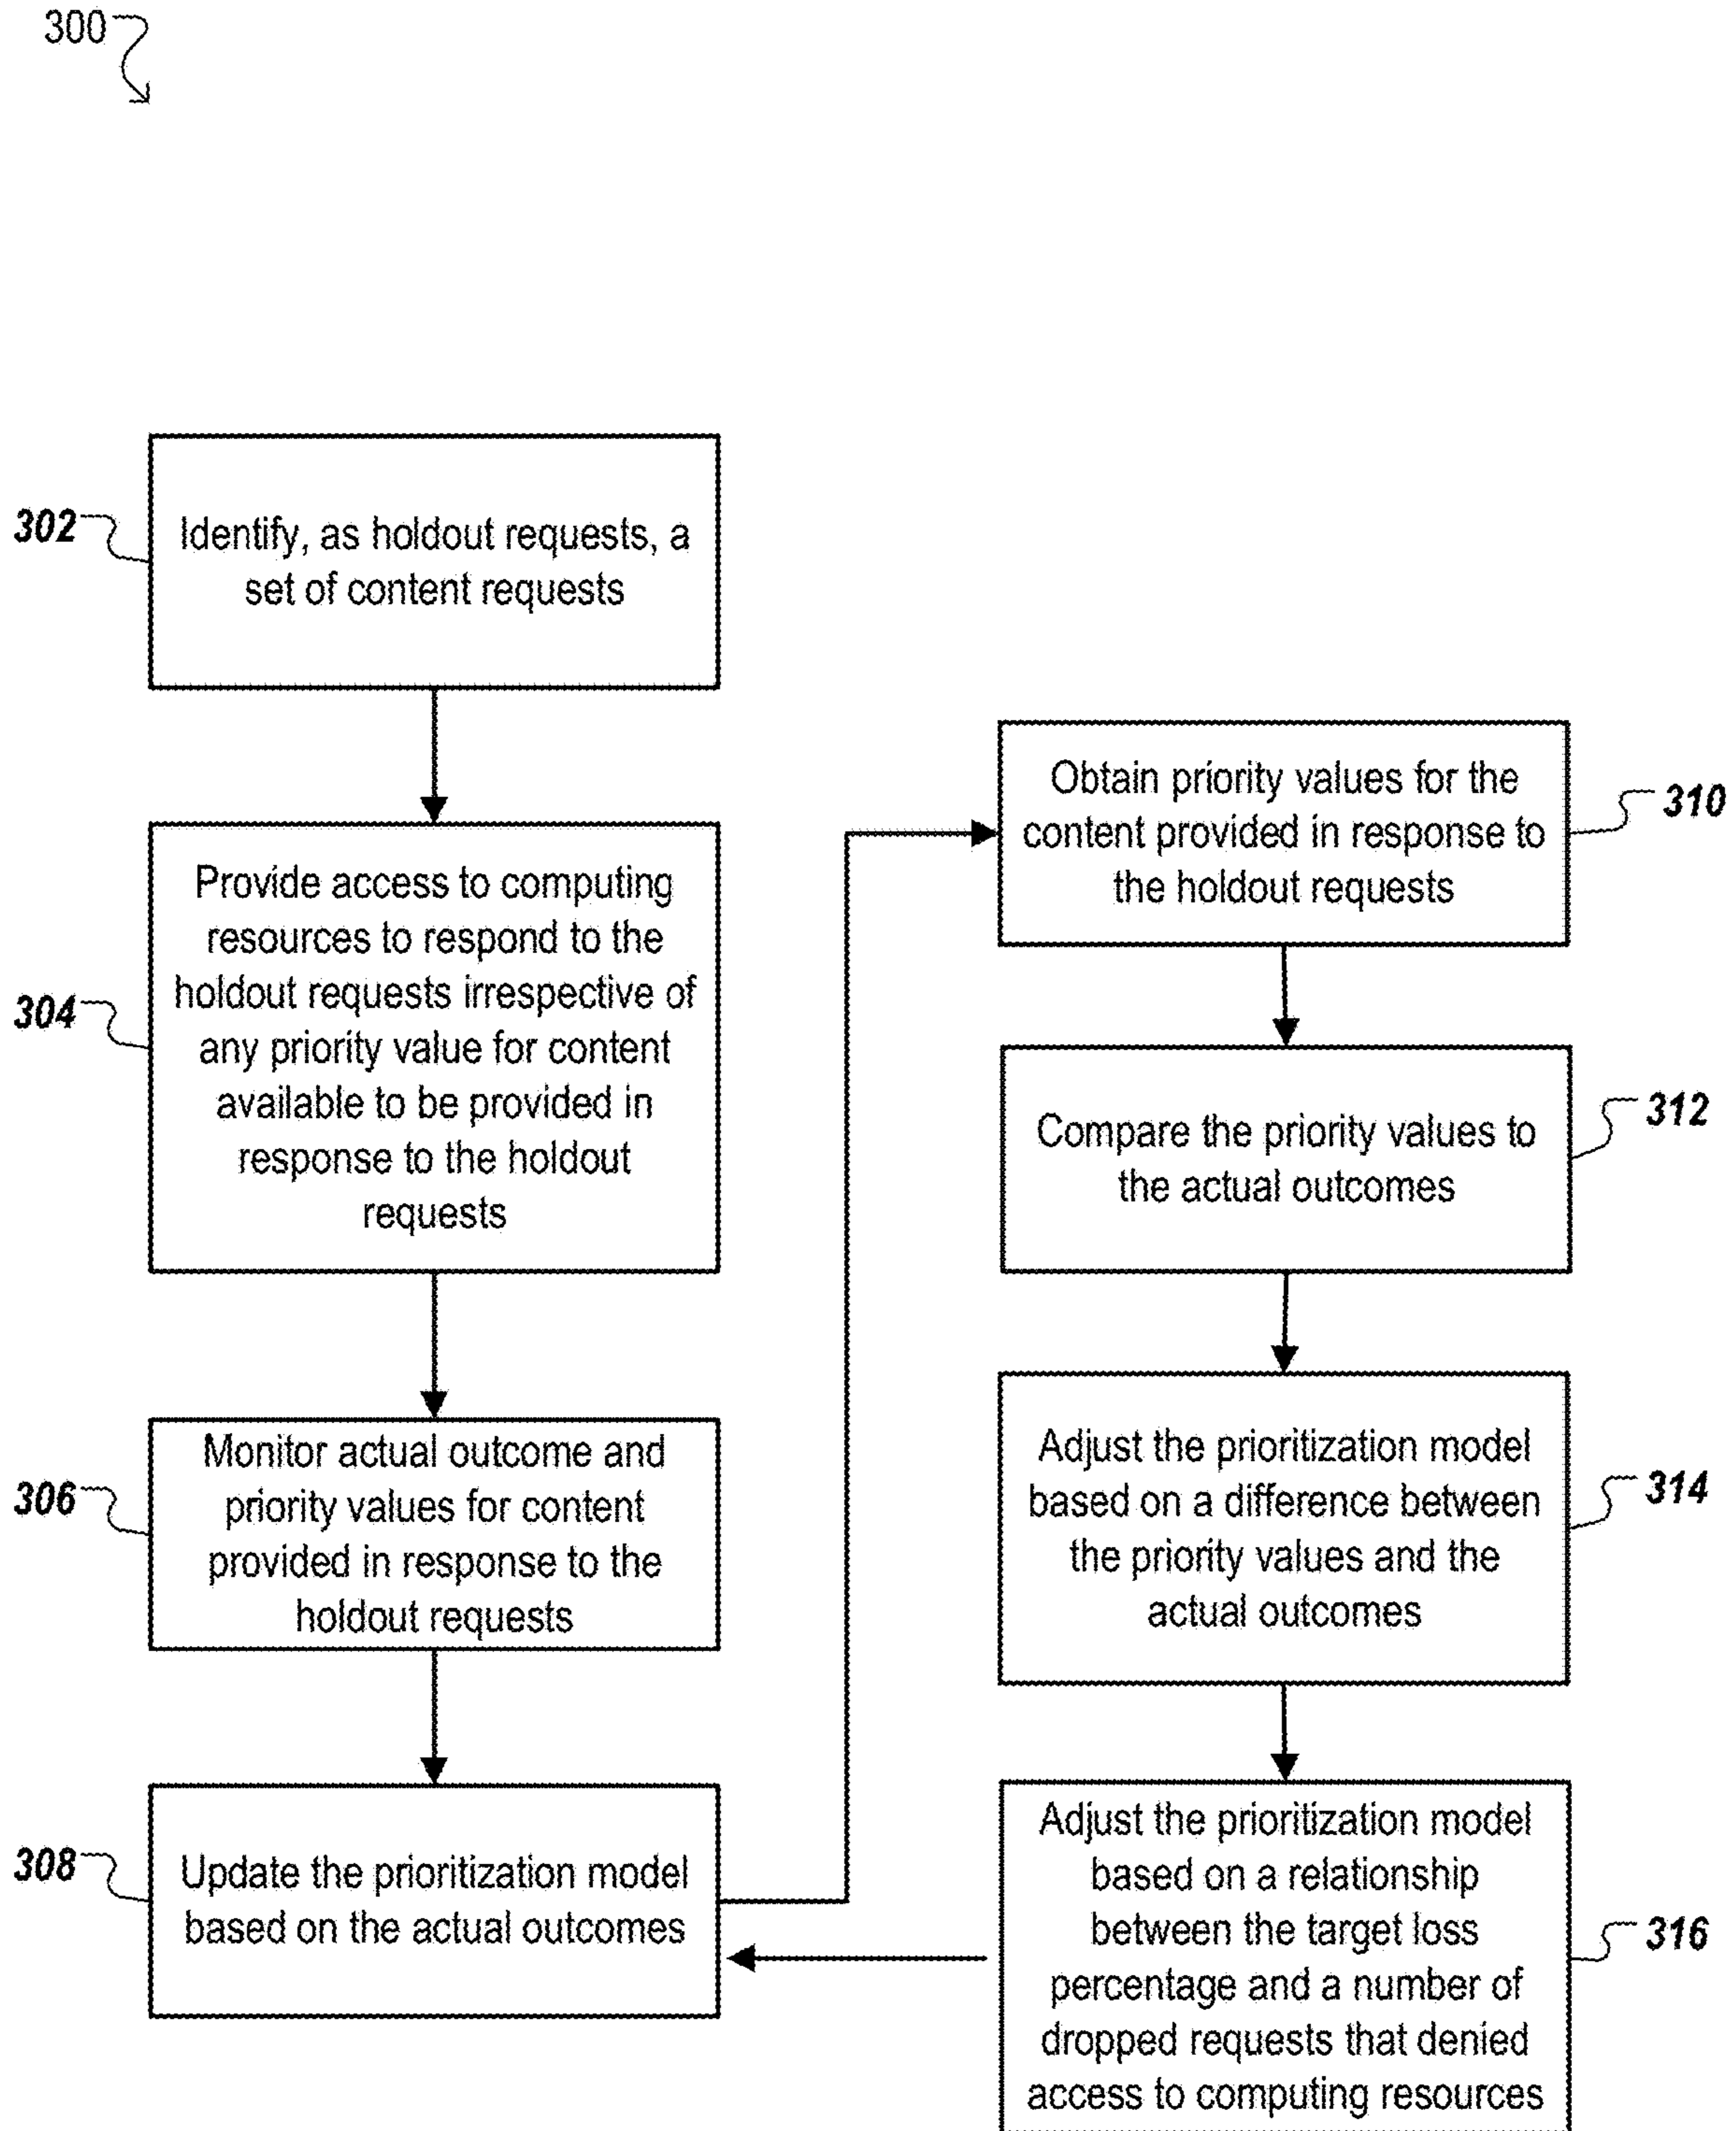 300
302
Identify, as holdout requests, a
set of content requests
304
Provide access to computing
resources to respond to the
holdout requests irrespective of
any priority value for content
available to be provided in
response to the holdout
requests
306
Monitor actual outcome and
priority values for content
provided in response to the
holdout requests
308
Update the prioritization model
based on the actual outcomes
Obtain priority values for the
content provided in response to
the holdout requests
310
Compare the priority values to
the actual outcomes
312
Adjust the prioritization model
based on a difference between
the priority values and the
actual outcomes
314
Adjust the prioritization model
based on a relationship
between the target loss
percentage and a number of
dropped requests that denied
access to computing resources
316